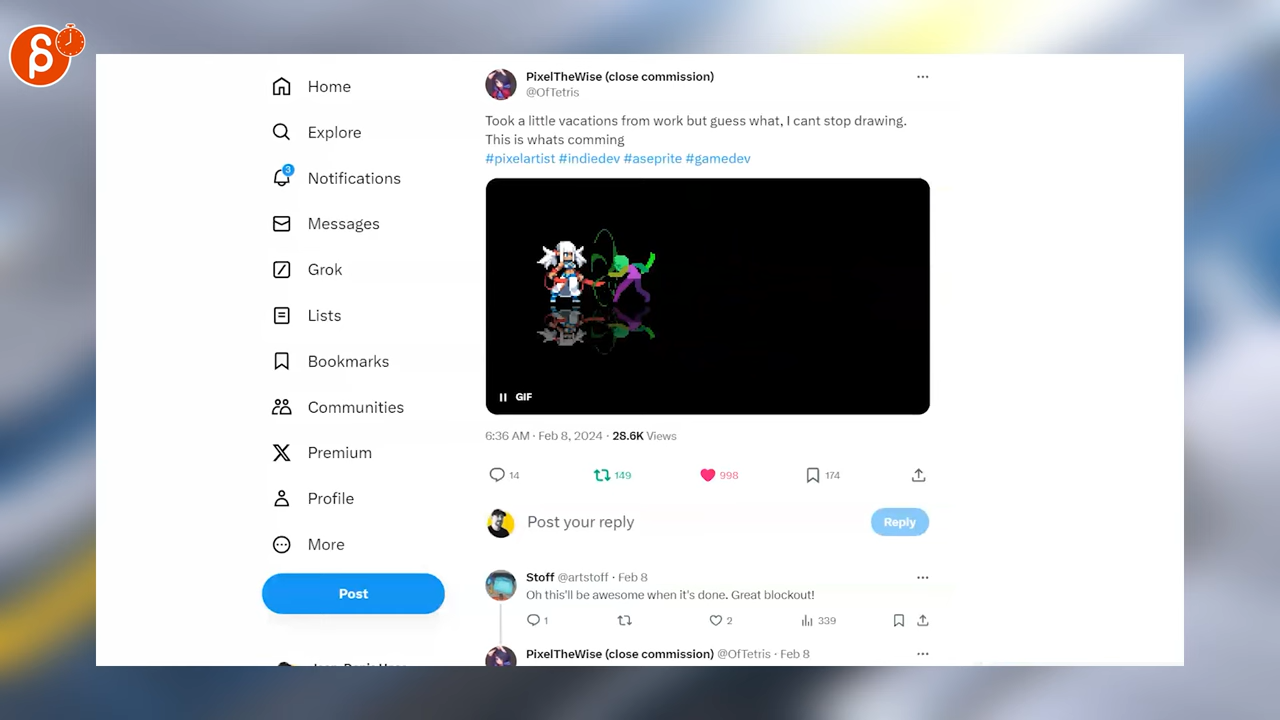 Home
Explore
3
Notifications
Messages
Grok
Lists
Bookmarks
Communities
Premium
Profile
More
Post
PixelTheWise (close commission)
@OfTetris
Took a little vacations from work but guess what, I cant stop drawing.
This is whats comming
#pixelartist #indiedev #aseprite #gamedev
GIF
6:36 AM · Feb 8, 2024 · 28.6K Views
14 149 998 174
Post your reply
Reply
Stoff @artstoff · Feb 8
Oh this'll be awesome when it's done. Great blockout!
1 2 339
PixelTheWise (close commission) @OfTetris · Feb 8